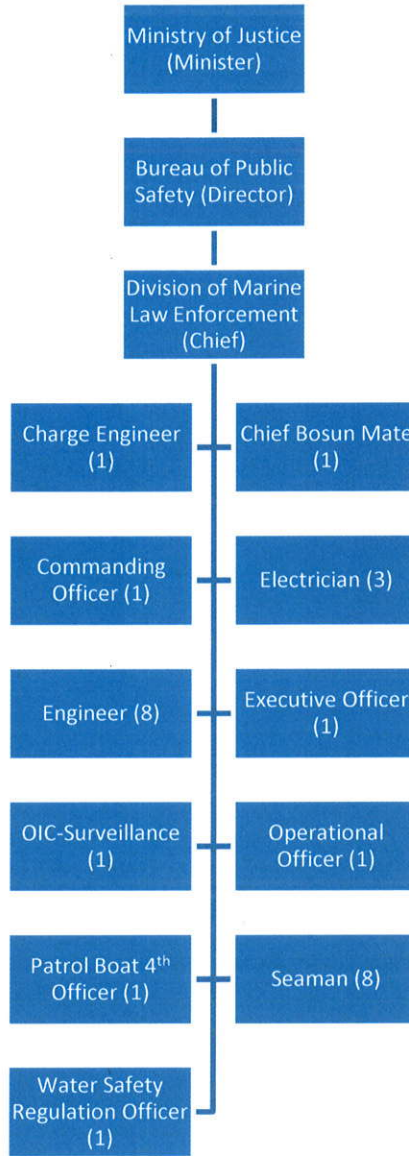 Ministry of Justice
(Minister)
Bureau of Public
Safety (Director)
Division of Marine
Law Enforcement
(Chief)
Charge Engineer
(1)
Chief Bosun Mate
(1)
Commanding
Officer (1)
Electrician (3)
Engineer (8)
Executive Officer
(1)
OIC-Surveillance
(1)
Operational
Officer (1)
Patrol Boat 4th
Officer (1)
Seaman (8)
Water Safety
Regulation Officer
(1)